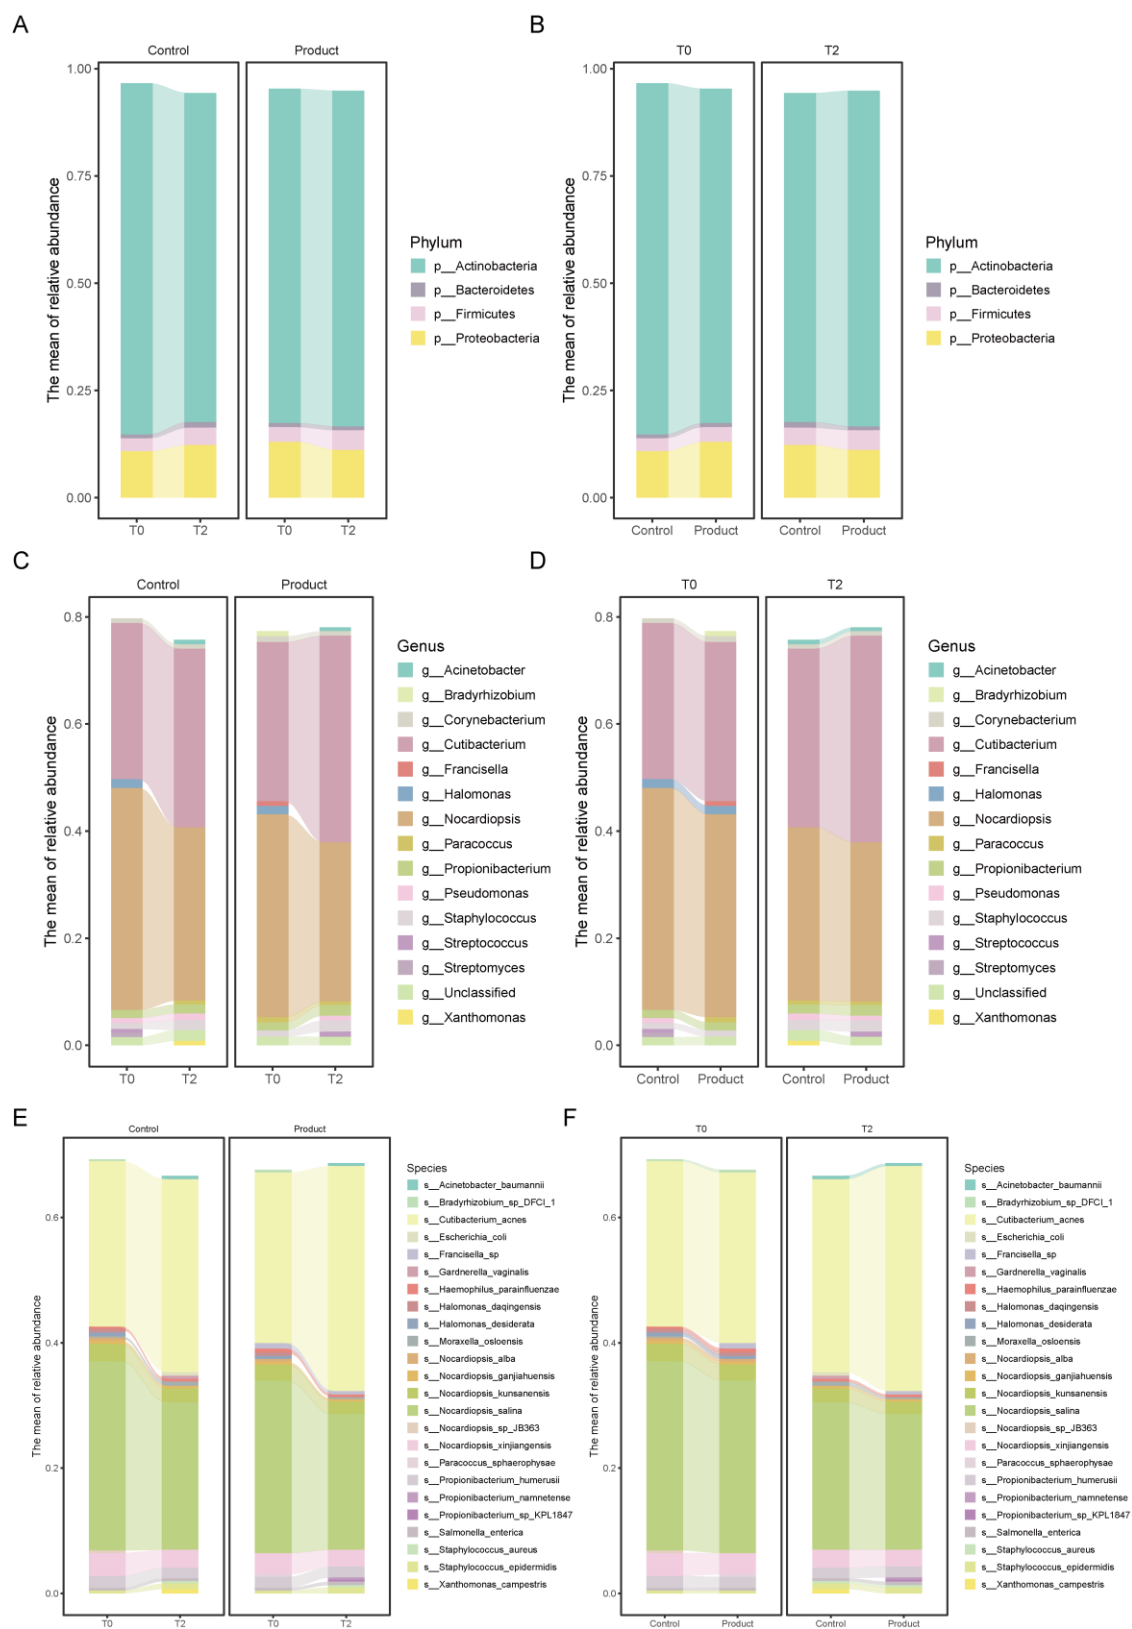 A
Control
Product
The mean of relative abundance
1.00
0.75
0.50
0.25
0.00
T0
T2
T0
T2
Phylum
p__Actinobacteria
p__Bacteroidetes
p__Firmicutes
p__Proteobacteria
B
T0
T2
The mean of relative abundance
1.00
0.75
0.50
0.25
0.00
Control
Product
Control
Product
Phylum
p__Actinobacteria
p__Bacteroidetes
p__Firmicutes
p__Proteobacteria
C
Control
Product
The mean of relative abundance
0.8
0.6
0.4
0.2
0.0
T0
T2
T0
T2
Genus
g__Acinetobacter
g__Bradyrhizobium
g__Corynebacterium
g__Cutibacterium
g__Francisella
g__Halomonas
g__Nocardiopsis
g__Paracoccus
g__Propionibacterium
g__Pseudomonas
g__Staphylococcus
g__Streptococcus
g__Streptomyces
g__Unclassified
g__Xanthomonas
D
T0
T2
The mean of relative abundance
0.8
0.6
0.4
0.2
0.0
Control
Product
Control
Product
Genus
g__Acinetobacter
g__Bradyrhizobium
g__Corynebacterium
g__Cutibacterium
g__Francisella
g__Halomonas
g__Nocardiopsis
g__Paracoccus
g__Propionibacterium
g__Pseudomonas
g__Staphylococcus
g__Streptococcus
g__Streptomyces
g__Unclassified
g__Xanthomonas
E
Control
Product
The mean of relative abundance
0.6
0.4
0.2
0.0
T0
T2
T0
T2
Species
s__Acinetobacter_baumannii
s__Bradyrhizobium_sp_DFCI_1
s__Cutibacterium_acnes
s__Escherichia_coli
s__Francisella_sp
s__Gardnerella_vaginalis
s__Haemophilus_parainfluenzae
s__Halomonas_daqingensis
s__Halomonas_desiderata
s__Moraxella_osloensis
s__Nocardiopsis_alba
s__Nocardiopsis_ganjiahuensis
s__Nocardiopsis_kunsanensis
s__Nocardiopsis_salina
s__Nocardiopsis_sp_JB363
s__Nocardiopsis_xinjiangensis
s__Paracoccus_sphaerophysae
s__Propionibacterium_humerusii
s__Propionibacterium_namnetense
s__Propionibacterium_sp_KPL1847
s__Salmonella_enterica
s__Staphylococcus_aureus
s__Staphylococcus_epidermidis
s__Xanthomonas_campestris
F
T0
T2
The mean of relative abundance
0.6
0.4
0.2
0.0
Control
Product
Control
Product
Species
s__Acinetobacter_baumannii
s__Bradyrhizobium_sp_DFCI_1
s__Cutibacterium_acnes
s__Escherichia_coli
s__Francisella_sp
s__Gardnerella_vaginalis
s__Haemophilus_parainfluenzae
s__Halomonas_daqingensis
s__Halomonas_desiderata
s__Moraxella_osloensis
s__Nocardiopsis_alba
s__Nocardiopsis_ganjiahuensis
s__Nocardiopsis_kunsanensis
s__Nocardiopsis_salina
s__Nocardiopsis_sp_JB363
s__Nocardiopsis_xinjiangensis
s__Paracoccus_sphaerophysae
s__Propionibacterium_humerusii
s__Propionibacterium_namnetense
s__Propionibacterium_sp_KPL1847
s__Salmonella_enterica
s__Staphylococcus_aureus
s__Staphylococcus_epidermidis
s__Xanthomonas_campestris